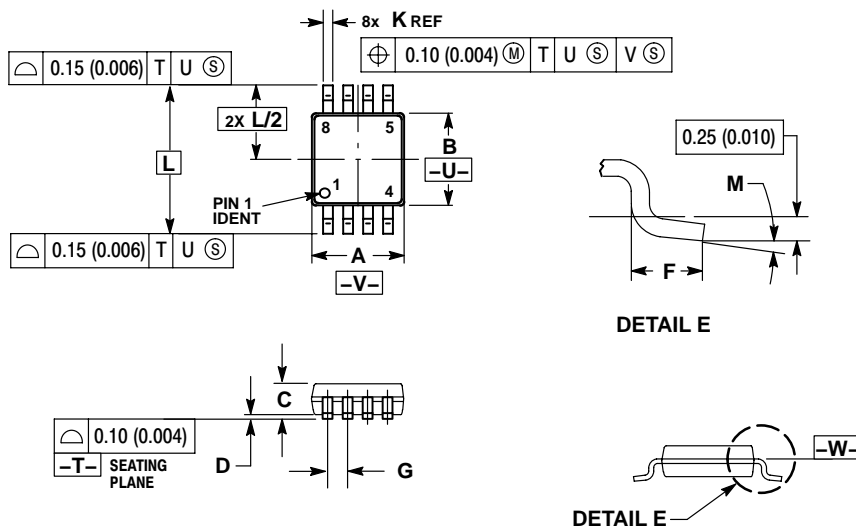 8x K REF
⌖ 0.10 (0.004) Ⓜ T U Ⓢ V Ⓢ
⌓ 0.15 (0.006) T U Ⓢ
2X L/2
8 5
B
–U–
L
PIN 1
IDENT
1 4
⌓ 0.15 (0.006) T U Ⓢ
A
–V–
0.25 (0.010)
M
F
DETAIL E
C
⌓ 0.10 (0.004)
–T– SEATING
PLANE
D
G
–W–
DETAIL E